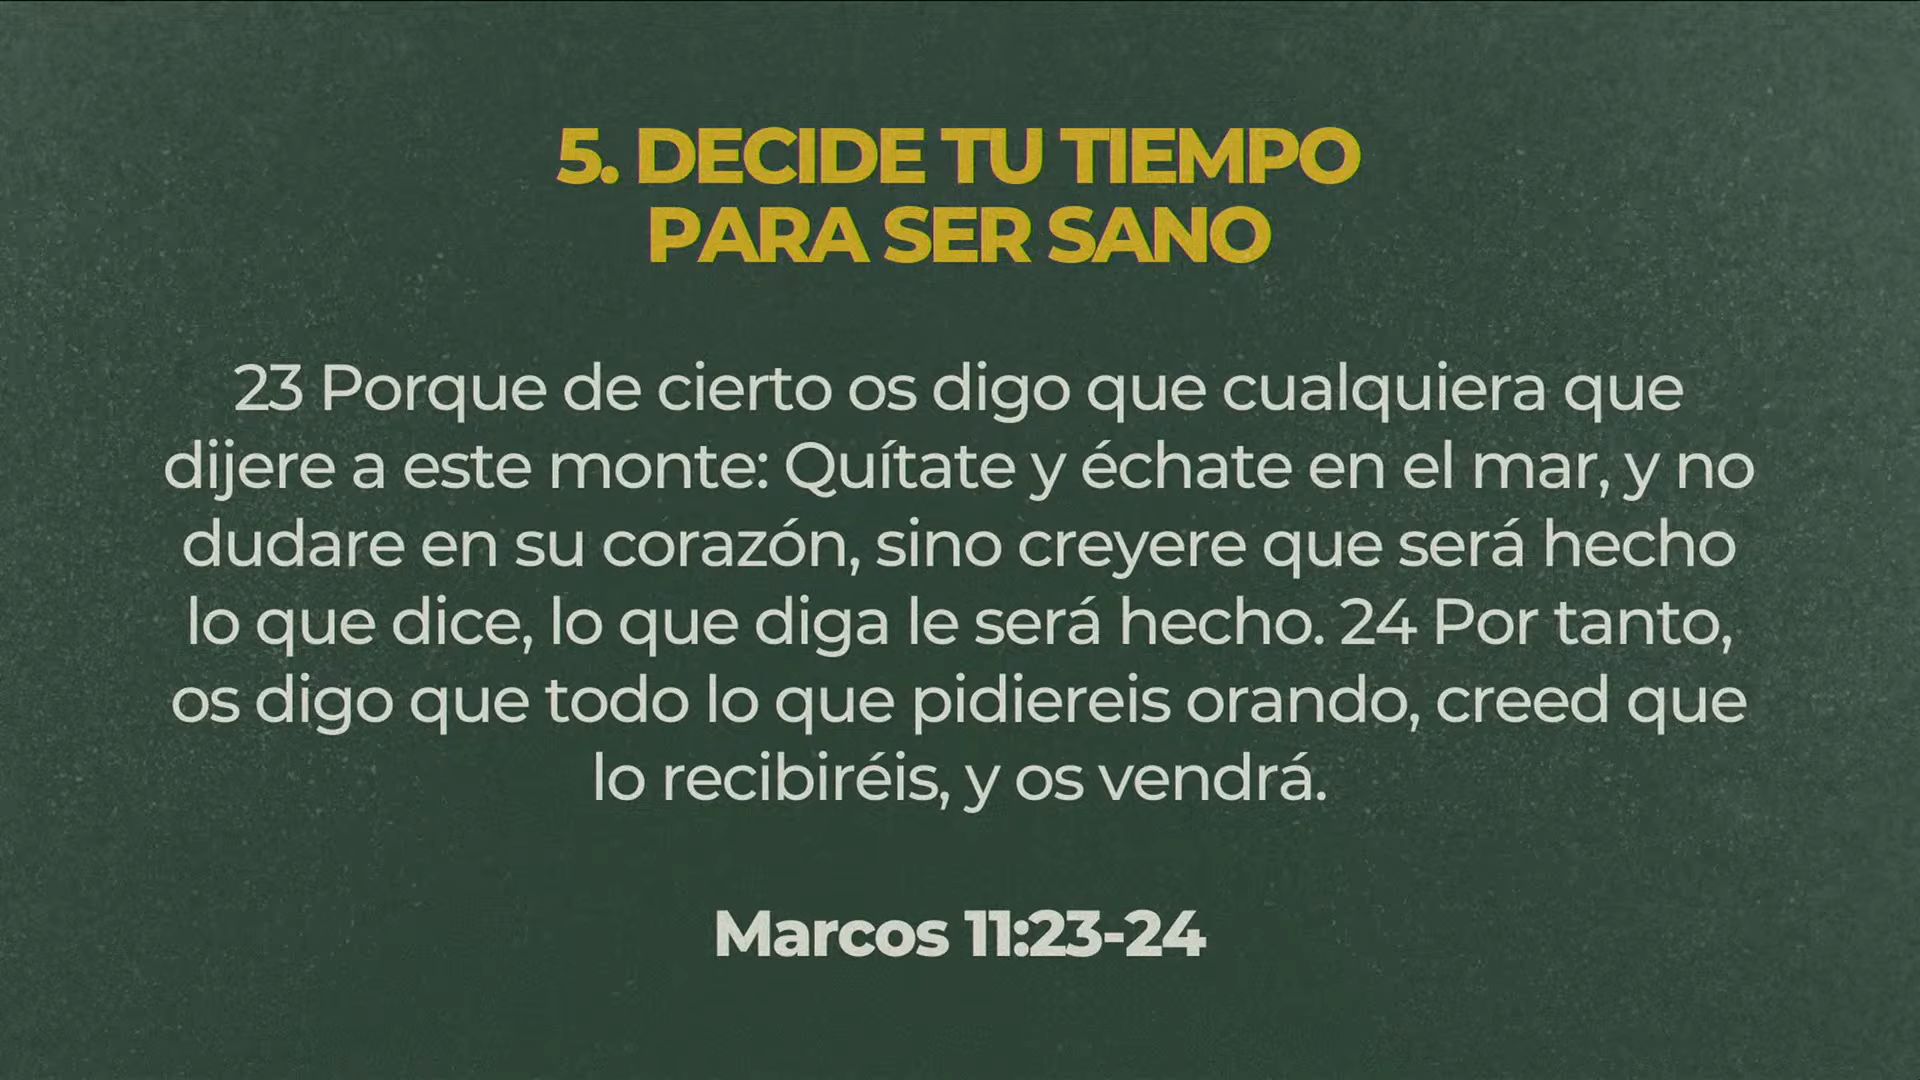 5. DECIDE TU TIEMPO
PARA SER SANO
23 Porque de cierto os digo que cualquiera que
dijere a este monte: Quítate y échate en el mar, y no
dudare en su corazón, sino creyere que será hecho
lo que dice, lo que diga le será hecho. 24 Por tanto,
os digo que todo lo que pidiereis orando, creed que
lo recibiréis, y os vendrá.
Marcos 11:23-24